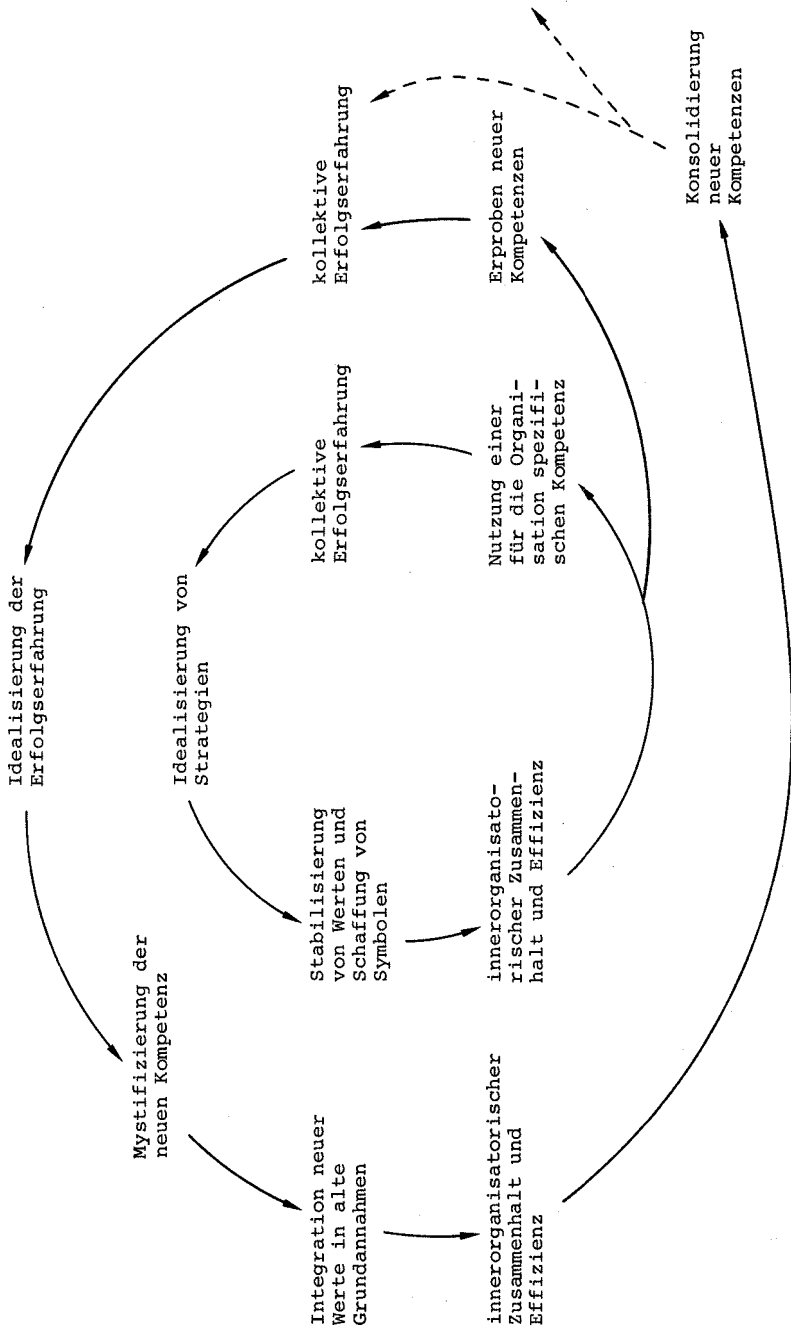 Idealisierung der
Erfolgserfahrung
Mystifizierung der
neuen Kompetenz
Idealisierung von
Strategien
Integration neuer
Werte in alte
Grundannahmen
Stabilisierung
von Werten und
Schaffung von
Symbolen
kollektive
Erfolgserfahrung
kollektive
Erfolgserfahrung
innerorganisatorischer
Zusammenhalt und
Effizienz
innerorganisato-
rischer Zusammen-
halt und Effizienz
Nutzung einer
für die Organi-
sation spezifi-
schen Kompetenz
Erproben neuer
Kompetenzen
Konsolidierung
neuer
Kompetenzen